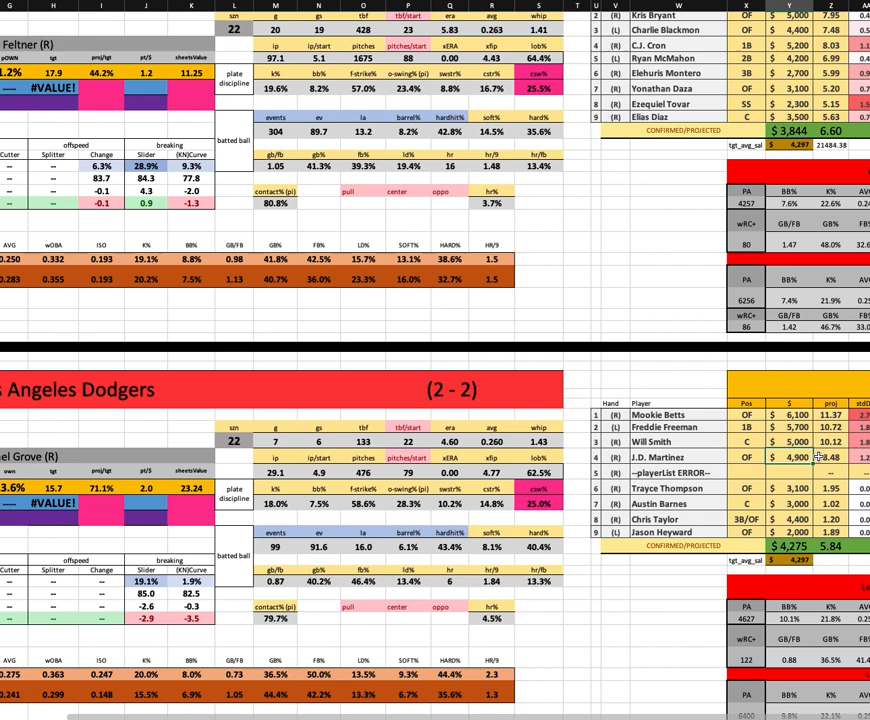 G H I J K L M N O P Q R S T U V W X Y Z AA
szn g gs tbf tbf/start era avg whip 2 (R) Kris Bryant OF $ 5,000 7.95
22 20 19 428 23 5.83 0.263 1.41 3 (L) Charlie Blackmon OF $ 4,400 7.48
Feltner (R) ip ip/start pitches pitches/start xERA xfip lob% 4 (L) C.J. Cron 1B $ 5,200 8.03
pOWN tgt proj/tgt pt/$ sheetsValue 97.1 5.1 1675 88 0.00 4.43 64.4% 5 (L) Ryan McMahon 2B $ 4,200 6.99
1.2% 17.9 44.2% 1.2 11.25 plate discipline k% bb% f-strike% o-swing% (pi) swstr% cstr% csw% 6 (R) Elehuris Montero 3B $ 2,700 5.99
---- #VALUE! 19.6% 8.2% 57.0% 23.4% 8.8% 16.7% 25.5% 7 (R) Yonathan Daza OF $ 3,100 5.20
8 (R) Ezequiel Tovar SS $ 2,300 5.15
batted ball events ev la barrel% hardhit% soft% hard% 9 (R) Elias Diaz C $ 3,500 5.63
304 89.7 13.2 8.2% 42.8% 14.5% 35.6% CONFIRMED/PROJECTED $ 3,844 6.60
offspeed breaking tgt_avg_sal $ 4,297 21484.38
Cutter Splitter Change Slider (KN)Curve gb/fb gb% fb% ld% hr hr/9 hr/fb
-- -- 6.3% 28.9% 9.3% 1.05 41.3% 39.3% 19.4% 16 1.48 13.4%
-- -- 83.7 84.3 77.8
-- -- -0.1 4.3 -2.0 contact% (pi) pull center oppo hr% PA BB% K%
-- -- -0.1 0.9 -1.3 80.8% 3.7% 4257 7.6% 22.6%
wRC+ GB/FB GB%
AVG wOBA ISO K% BB% GB/FB GB% FB% LD% SOFT% HARD% HR/9 80 1.47 48.0%
0.250 0.332 0.193 19.1% 8.8% 0.98 41.8% 42.5% 15.7% 13.1% 38.6% 1.5
0.283 0.355 0.193 20.2% 7.5% 1.13 40.7% 36.0% 23.3% 16.0% 32.7% 1.5 PA BB% K%
6256 7.4% 21.9%
wRC+ GB/FB GB%
86 1.42 46.7%
s Angeles Dodgers (2 - 2)
Hand Player Pos $ proj
szn g gs tbf tbf/start era avg whip 1 (R) Mookie Betts OF $ 6,100 11.37
22 7 6 133 22 4.60 0.260 1.43 2 (L) Freddie Freeman 1B $ 5,700 10.72
ip ip/start pitches pitches/start xERA xfip lob% 3 (R) Will Smith C $ 5,000 10.12
el Grove (R) 29.1 4.9 476 79 0.00 4.77 62.5% 4 (R) J.D. Martinez OF $ 4,900 8.48
own tgt proj/tgt pt/$ sheetsValue 5 (R) --playerList ERROR-- -- --
3.6% 15.7 71.1% 2.0 23.24 plate discipline k% bb% f-strike% o-swing% (pi) swstr% cstr% csw% 6 (R) Trayce Thompson OF $ 3,100 1.95
---- #VALUE! 18.0% 7.5% 58.6% 28.3% 10.2% 14.8% 25.0% 7 (R) Austin Barnes C $ 3,000 1.02
8 (R) Chris Taylor 3B/OF $ 4,400 1.20
batted ball events ev la barrel% hardhit% soft% hard% 9 (L) Jason Heyward OF $ 2,000 1.89
99 91.6 16.0 6.1% 43.4% 8.1% 40.4% CONFIRMED/PROJECTED $ 4,275 5.84
offspeed breaking tgt_avg_sal $ 4,297
Cutter Splitter Change Slider (KN)Curve gb/fb gb% fb% ld% hr hr/9 hr/fb
-- -- -- 19.1% 1.9% 0.87 40.2% 46.4% 13.4% 6 1.84 13.3%
-- -- -- 85.0 82.5
-- -- -- -2.6 -0.3 contact% (pi) pull center oppo hr% PA BB% K%
-- -- -- -2.9 -3.5 79.7% 4.5% 4627 10.1% 21.8%
wRC+ GB/FB GB%
AVG wOBA ISO K% BB% GB/FB GB% FB% LD% SOFT% HARD% HR/9 122 0.88 36.5%
0.275 0.363 0.247 20.0% 8.0% 0.73 36.5% 50.0% 13.5% 9.3% 44.4% 2.3
0.241 0.299 0.148 15.5% 6.9% 1.05 44.4% 42.2% 13.3% 6.7% 35.6% 1.3 PA BB% K%
6400 9.8% 22.1%